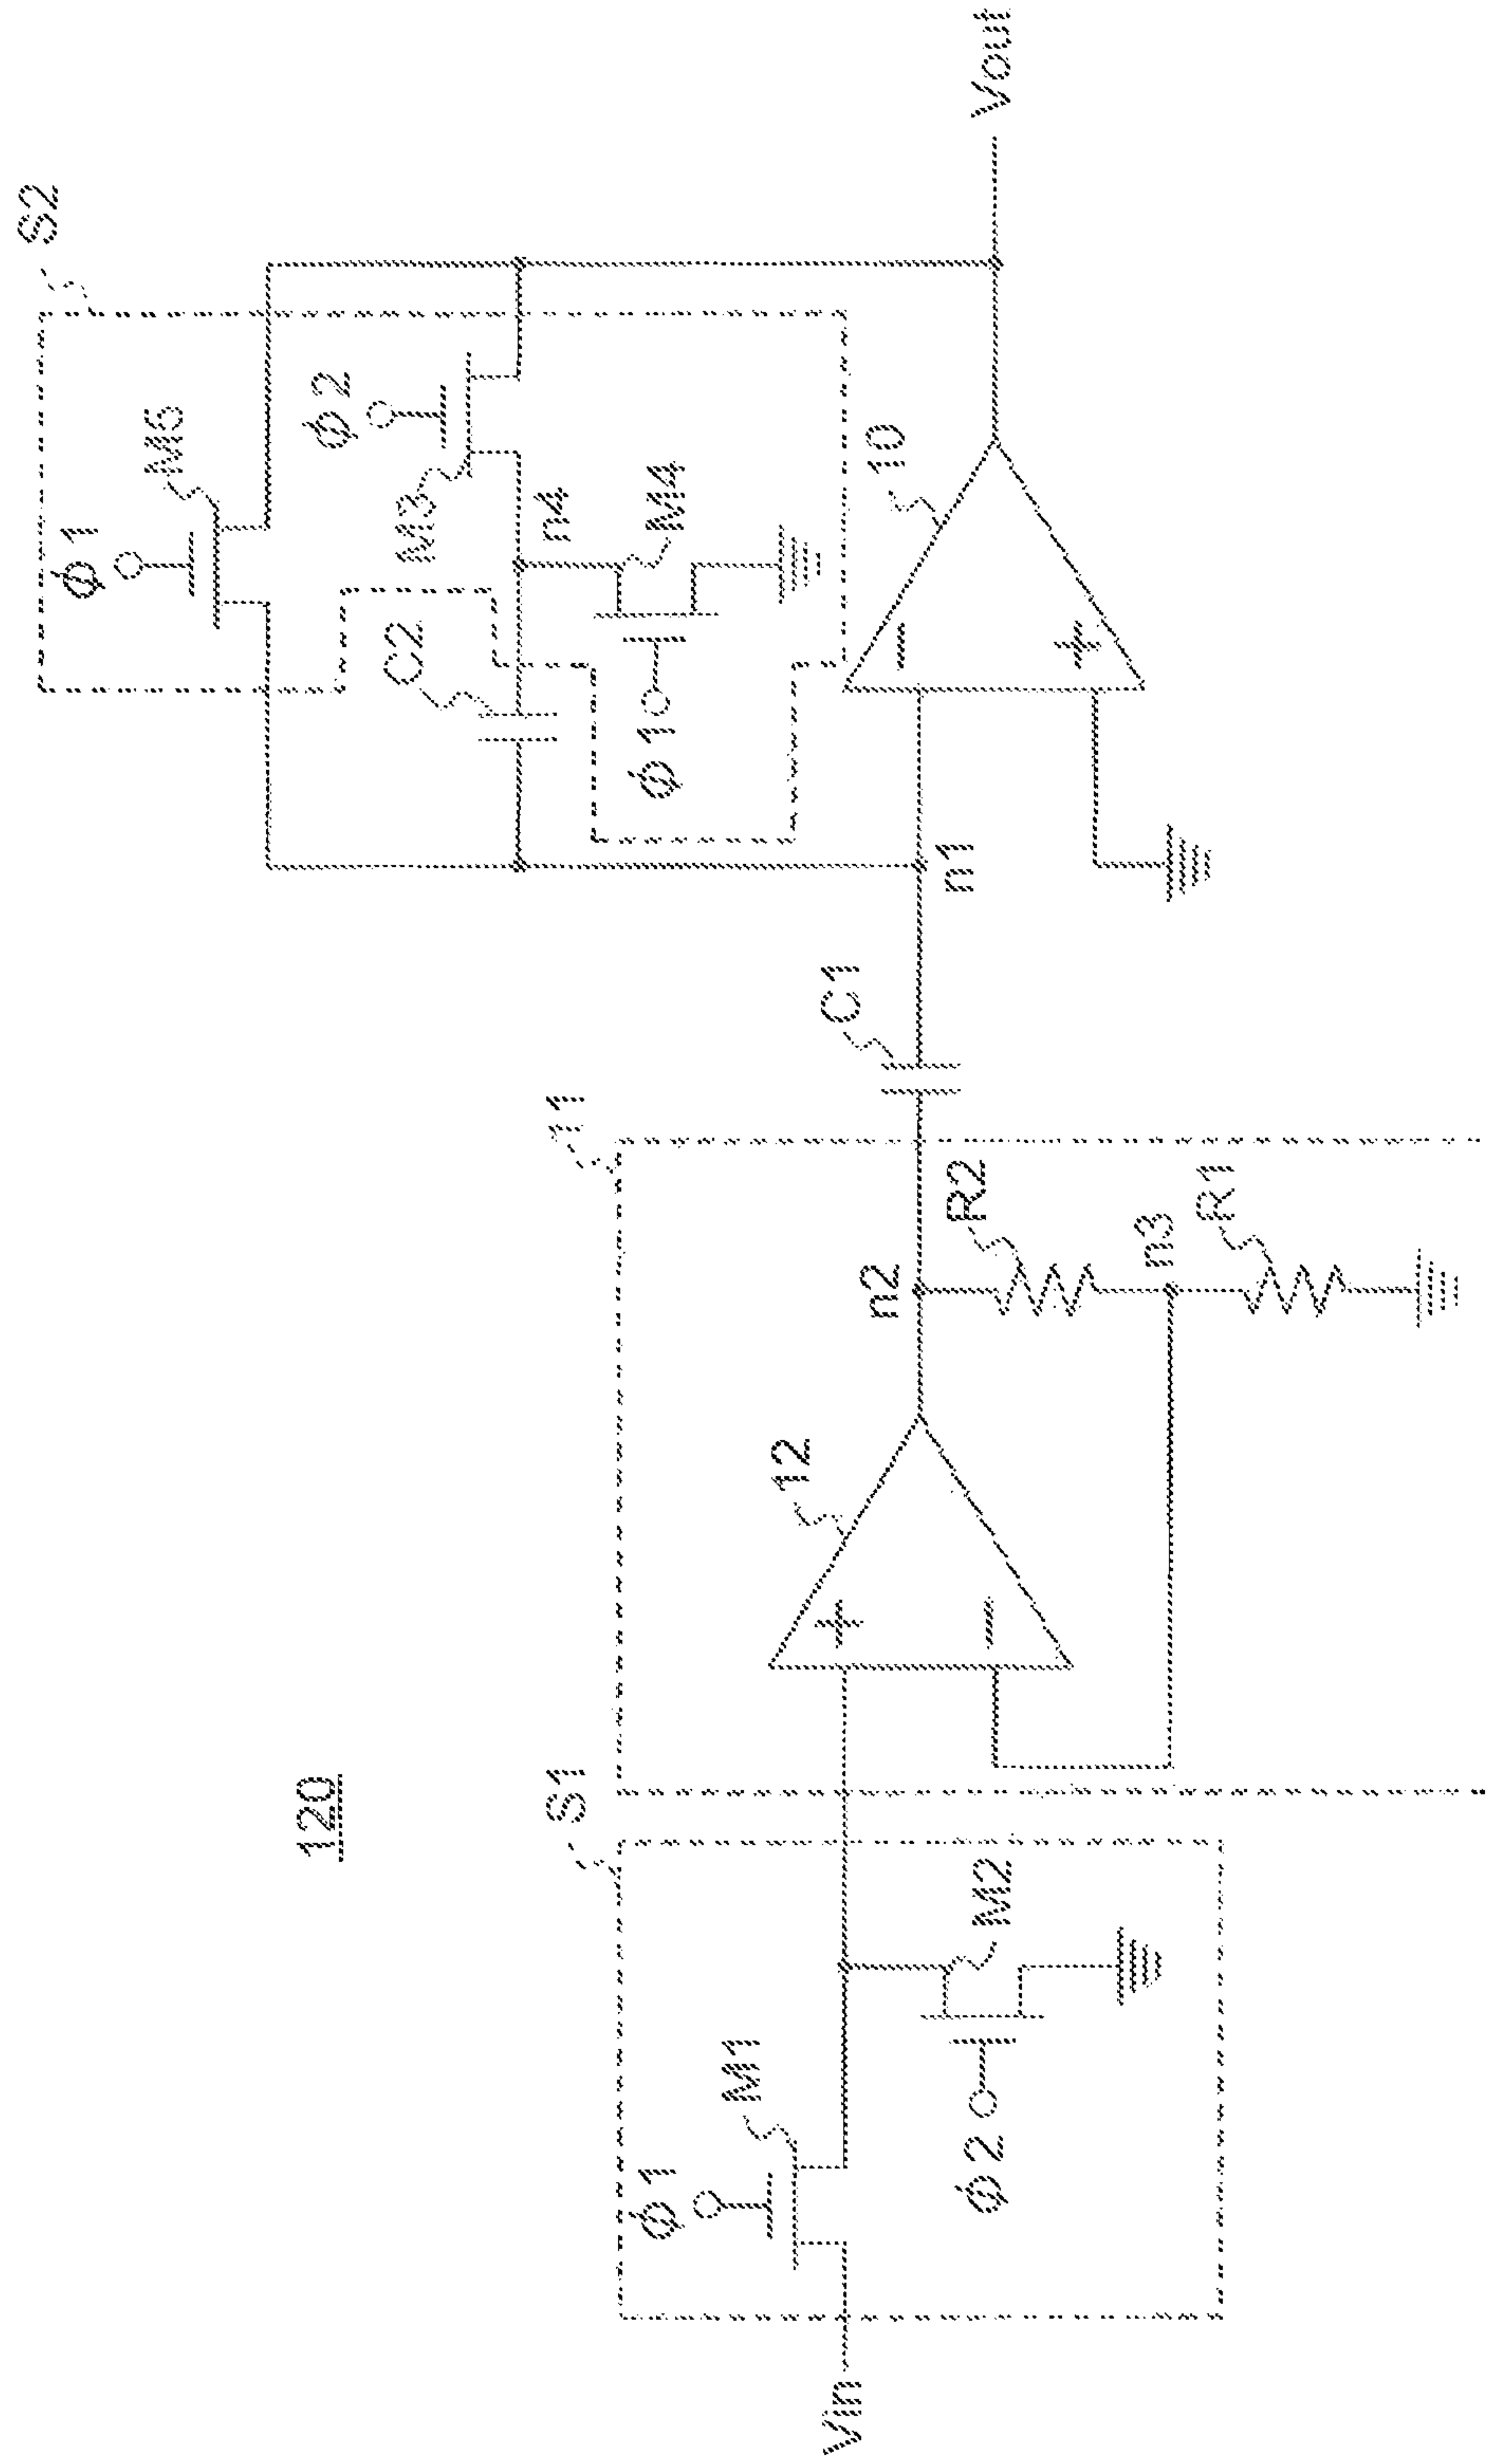 120
Vin
φ1
M1
φ2
M2
S1
12
+
−
11
n2
R2
n3
R1
C1
n1
φ1
M5
S2
φ2
M3
C2
n4
φ1
M4
10
−
+
Vout